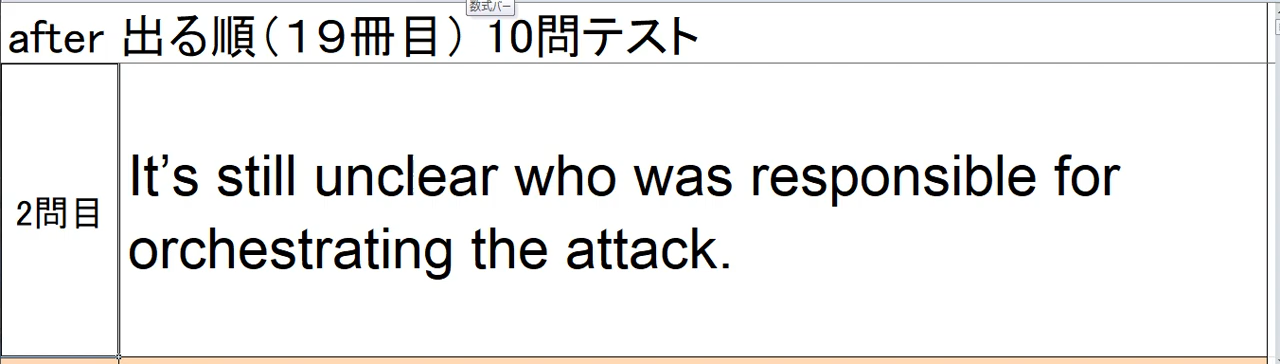 数式バー
after 出る順（１９冊目） 10問テスト
2問目
It’s still unclear who was responsible for
orchestrating the attack.